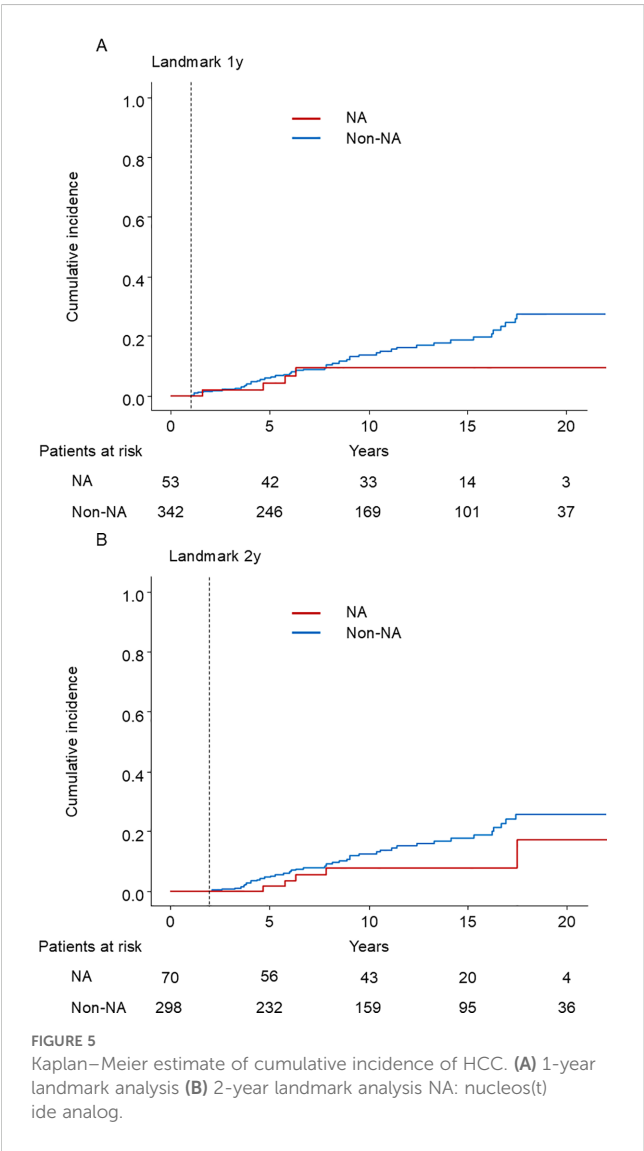 A
Landmark 1y
1.0
0.8
0.6
0.4
0.2
0.0
Cumulative incidence
NA
Non-NA
0 5 10 15 20
Patients at risk Years
NA 53 42 33 14 3
Non-NA 342 246 169 101 37
B
Landmark 2y
1.0
0.8
0.6
0.4
0.2
0.0
Cumulative incidence
NA
Non-NA
0 5 10 15 20
Patients at risk Years
NA 70 56 43 20 4
Non-NA 298 232 159 95 36
FIGURE 5
Kaplan–Meier estimate of cumulative incidence of HCC. (A) 1-year
landmark analysis (B) 2-year landmark analysis NA: nucleos(t)
ide analog.